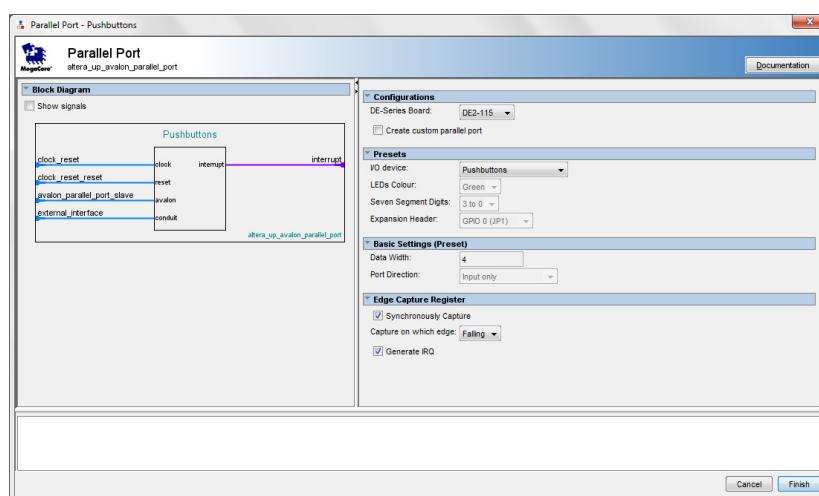 Parallel Port - Pushbuttons
Parallel Port
altera_up_avalon_parallel_port
MegaCore'
Documentation
Block Diagram
Show signals
Pushbuttons
clock_reset
clock
interrupt
interrupt
clock_reset_reset
reset
avalon_parallel_port_slave
avalon
external_interface
conduit
altera_up_avalon_parallel_port
Configurations
DE-Series Board: DE2-115
Create custom parallel port
Presets
I/O device: Pushbuttons
LEDs Colour: Green
Seven Segment Digits: 3 to 0
Expansion Header: GPIO 0 (JP1)
Basic Settings (Preset)
Data Width: 4
Port Direction: Input only
Edge Capture Register
Synchronously Capture
Capture on which edge: Falling
Generate IRQ
Cancel Finish